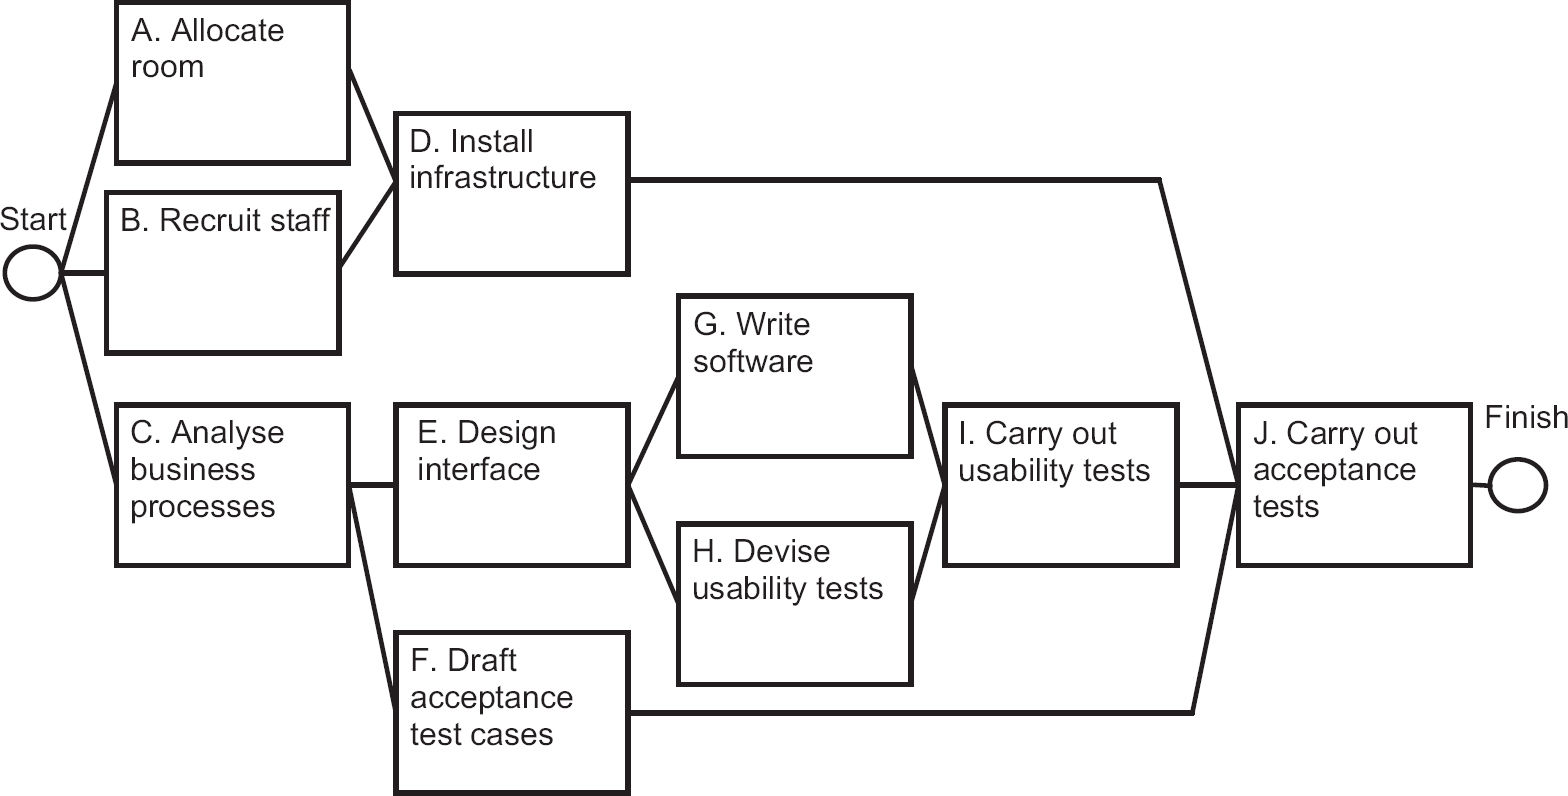 A. Allocate
room
D. Install
infrastructure
Start
B. Recruit staff
G. Write
software
C. Analyse
business
processes
E. Design
interface
I. Carry out
usability tests
J. Carry out
acceptance
tests
Finish
H. Devise
usability tests
F. Draft
acceptance
test cases